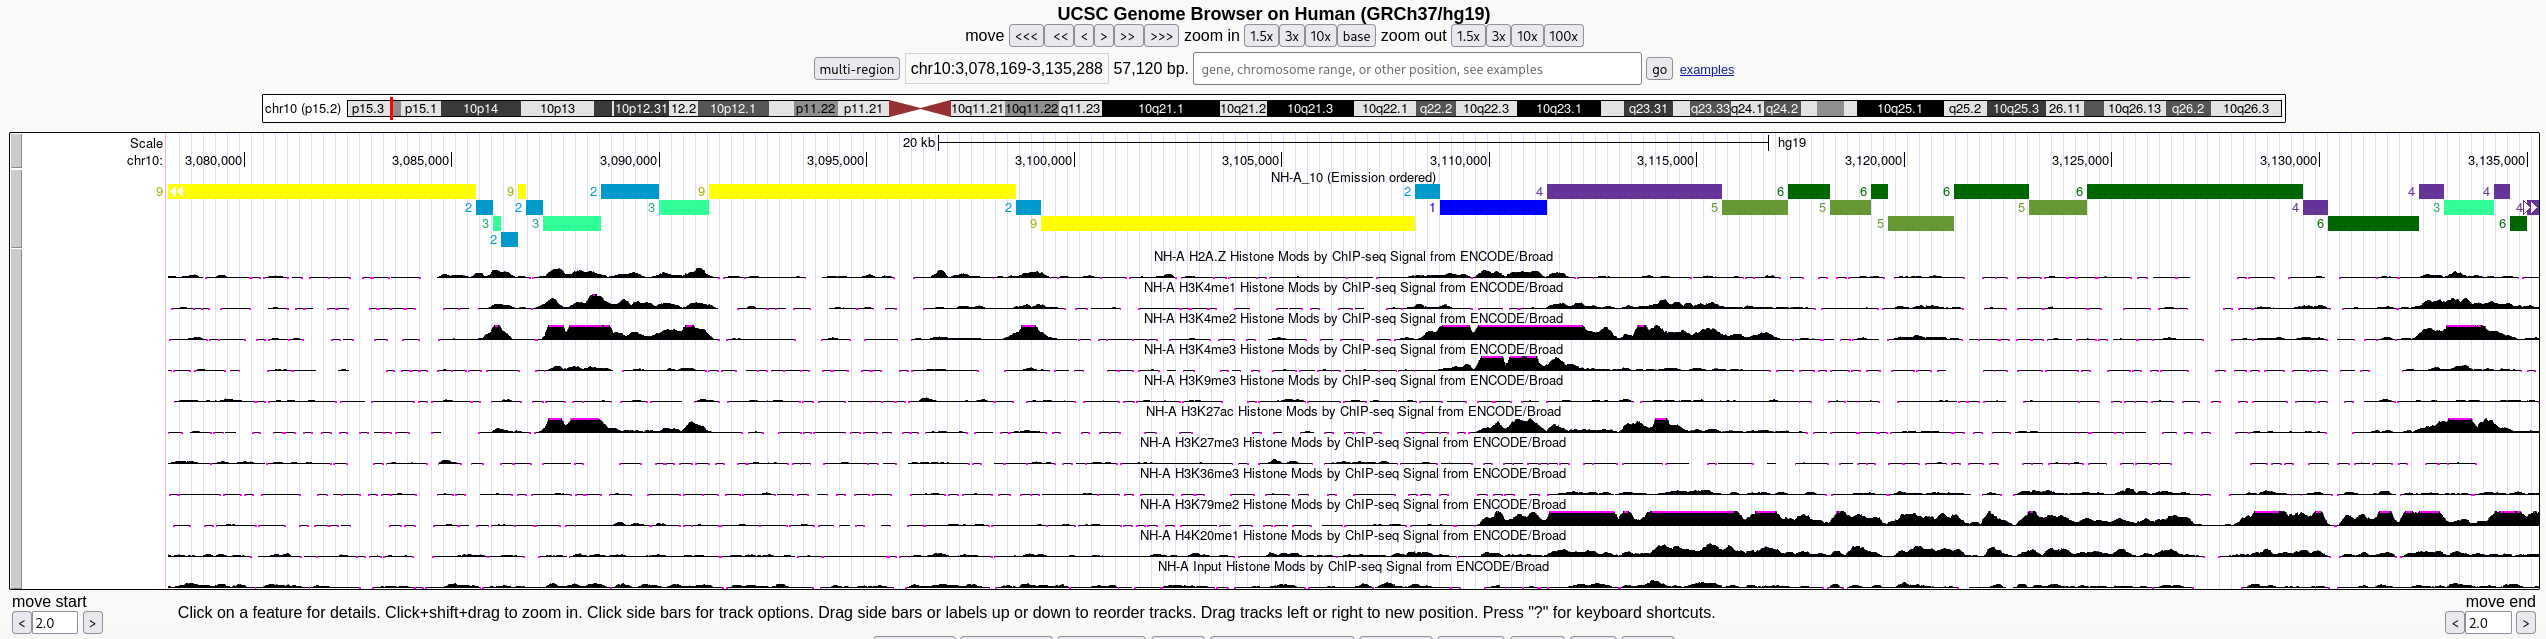 UCSC Genome Browser on Human (GRCh37/hg19)
move <<< << < > >> >>> zoom in 1.5x 3x 10x base zoom out 1.5x 3x 10x 100x
multi-region chr10:3,078,169-3,135,288 57,120 bp. gene, chromosome range, or other position, see examples go examples
chr10 (p15.2) p15.3 p15.1 10p14 10p13 10p12.31 12.2 10p12.1 p11.22 p11.21 10q11.21 10q11.22 q11.23 10q21.1 10q21.2 10q21.3 10q22.1 q22.2 10q22.3 10q23.1 q23.31 q23.33 q24.1 q24.2 10q25.1 q25.2 10q25.3 26.11 10q26.13 q26.2 10q26.3
Scale 20 kb hg19
chr10: 3,080,000 3,085,000 3,090,000 3,095,000 3,100,000 3,105,000 3,110,000 3,115,000 3,120,000 3,125,000 3,130,000 3,135,000
NH-A_10 (Emission ordered)
9 9 2 9 2 4 6 6 6 6 4 4
2 2 3 2 1 5 5 5 4 3 4
3 3 9 5 6 6
2
NH-A H2A.Z Histone Mods by ChIP-seq Signal from ENCODE/Broad
NH-A H3K4me1 Histone Mods by ChIP-seq Signal from ENCODE/Broad
NH-A H3K4me2 Histone Mods by ChIP-seq Signal from ENCODE/Broad
NH-A H3K4me3 Histone Mods by ChIP-seq Signal from ENCODE/Broad
NH-A H3K9me3 Histone Mods by ChIP-seq Signal from ENCODE/Broad
NH-A H3K27ac Histone Mods by ChIP-seq Signal from ENCODE/Broad
NH-A H3K27me3 Histone Mods by ChIP-seq Signal from ENCODE/Broad
NH-A H3K36me3 Histone Mods by ChIP-seq Signal from ENCODE/Broad
NH-A H3K79me2 Histone Mods by ChIP-seq Signal from ENCODE/Broad
NH-A H4K20me1 Histone Mods by ChIP-seq Signal from ENCODE/Broad
NH-A Input Histone Mods by ChIP-seq Signal from ENCODE/Broad
move start Click on a feature for details. Click+shift+drag to zoom in. Click side bars for track options. Drag side bars or labels up or down to reorder tracks. Drag tracks left or right to new position. Press "?" for keyboard shortcuts. move end
< 2.0 > < 2.0 >